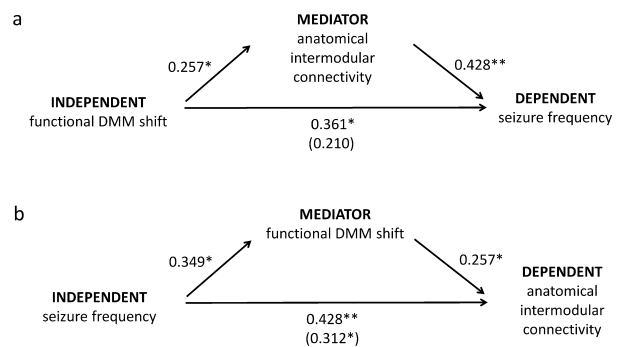 a
MEDIATOR
anatomical
intermodular
connectivity
0.257*
0.428**
INDEPENDENT
functional DMM shift
DEPENDENT
seizure frequency
0.361*
(0.210)
b
MEDIATOR
functional DMM shift
0.349*
0.257*
INDEPENDENT
seizure frequency
DEPENDENT
anatomical
intermodular
connectivity
0.428**
(0.312*)